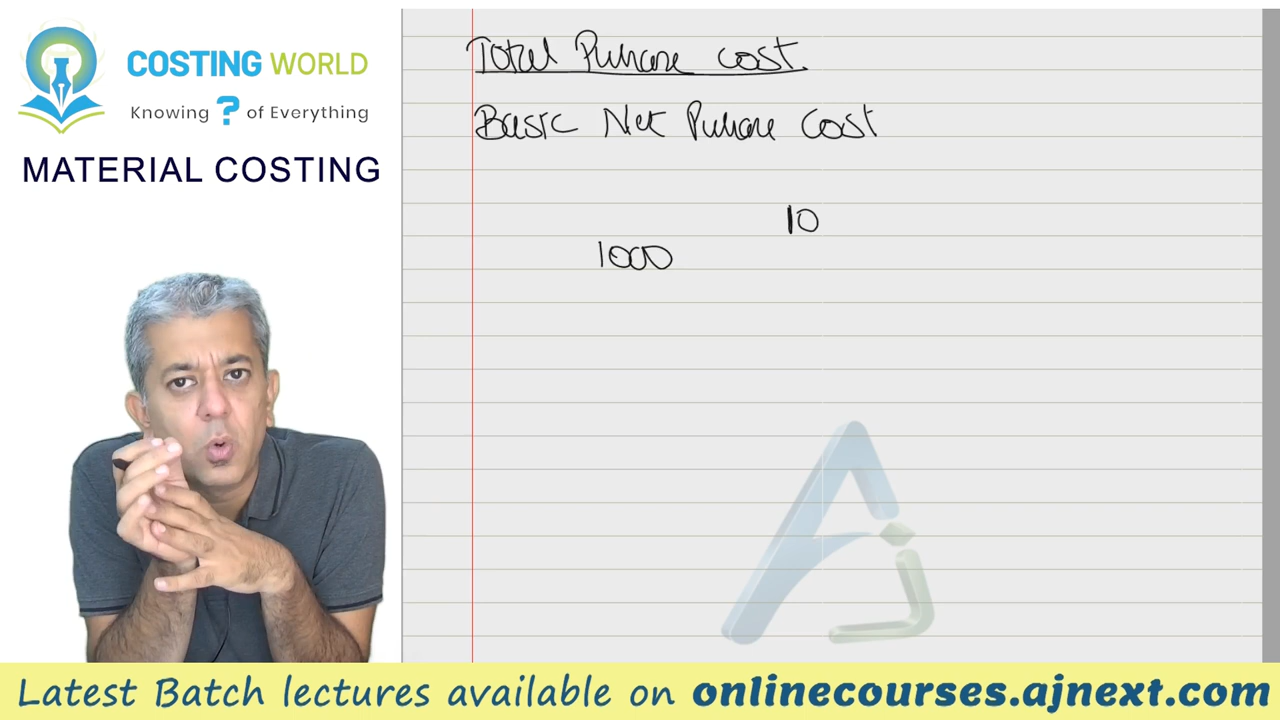 COSTING WORLD
Knowing ? of Everything
MATERIAL COSTING
Total Purchase cost.
Basic Net Purchase Cost
10
1000
Latest Batch lectures available on onlinecourses.ajnext.com